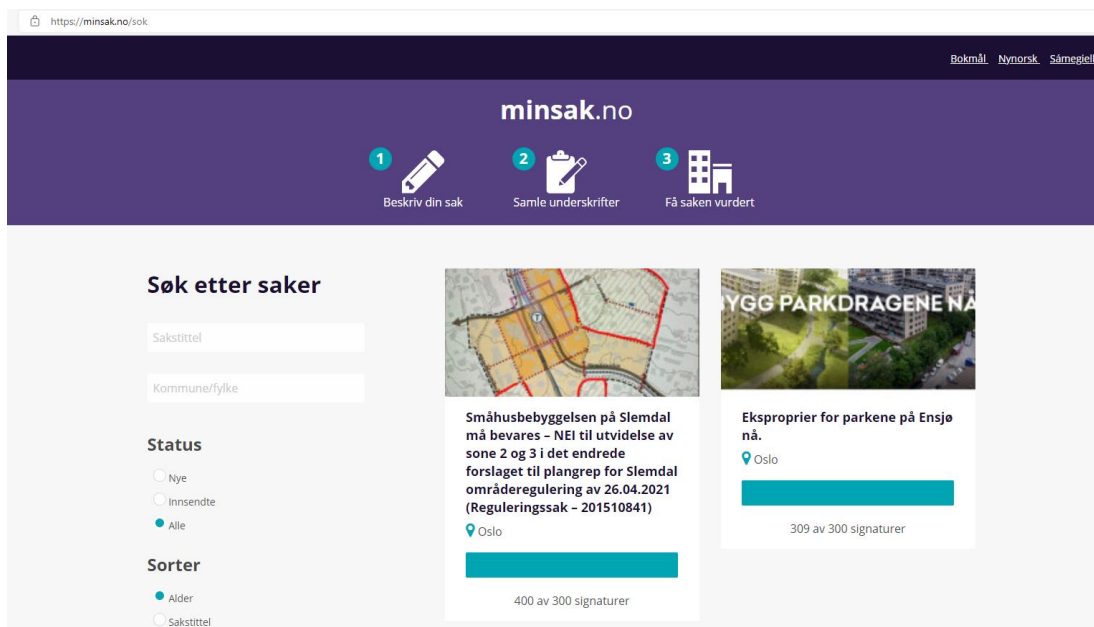 https://minsak.no/sok
Bokmål Nynorsk Sámegiell
minsak.no
1 2 3
Beskriv din sak Samle underskrifter Få saken vurdert
Søk etter saker
Sakstittel
Kommune/fylke
Status
Nye
Innsendte
Alle
Sorter
Alder
Sakstittel
T
Småhusbebyggelsen på Slemdal
må bevares – NEI til utvidelse av
sone 2 og 3 i det endrede
forslaget til plangrep for Slemdal
områderegulering av 26.04.2021
(Reguleringssak – 201510841)
Oslo
400 av 300 signaturer
YGG PARKDRAGENE NÅ
Eksproprier for parkene på Ensjø
nå.
Oslo
309 av 300 signaturer